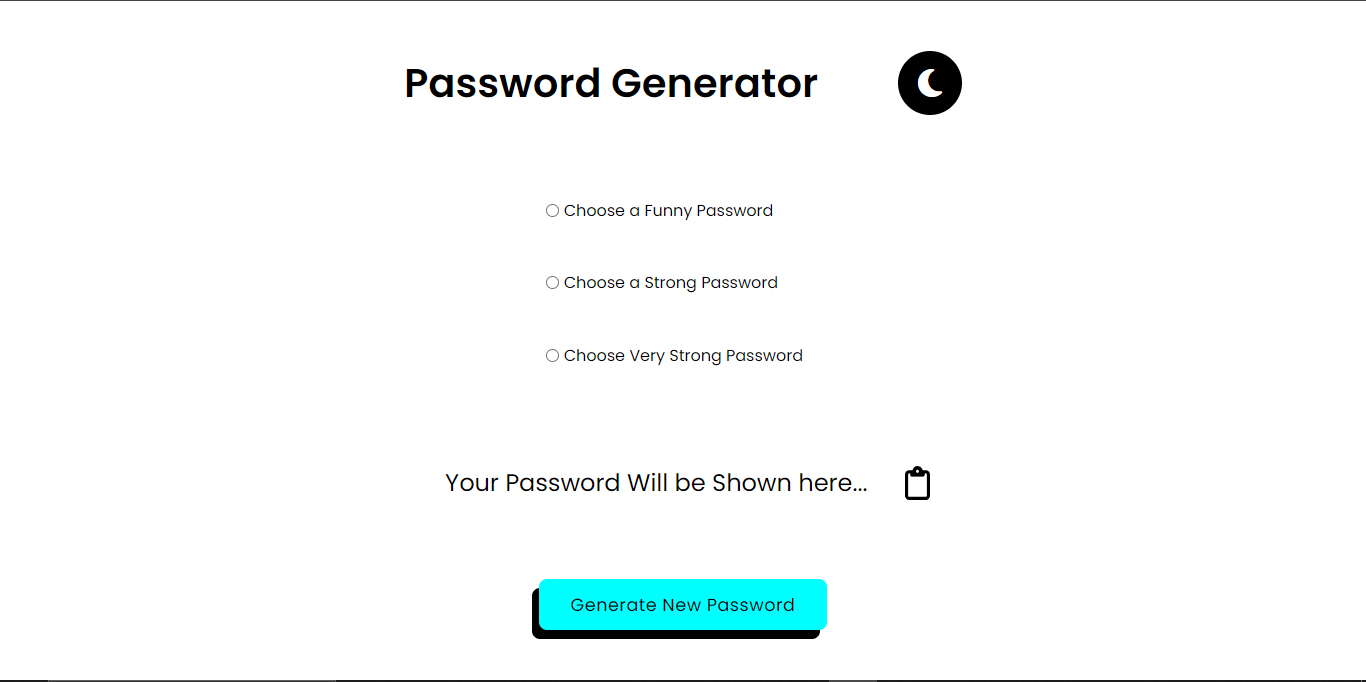 Password Generator
Choose a Funny Password
Choose a Strong Password
Choose Very Strong Password
Your Password Will be Shown here...
Generate New Password